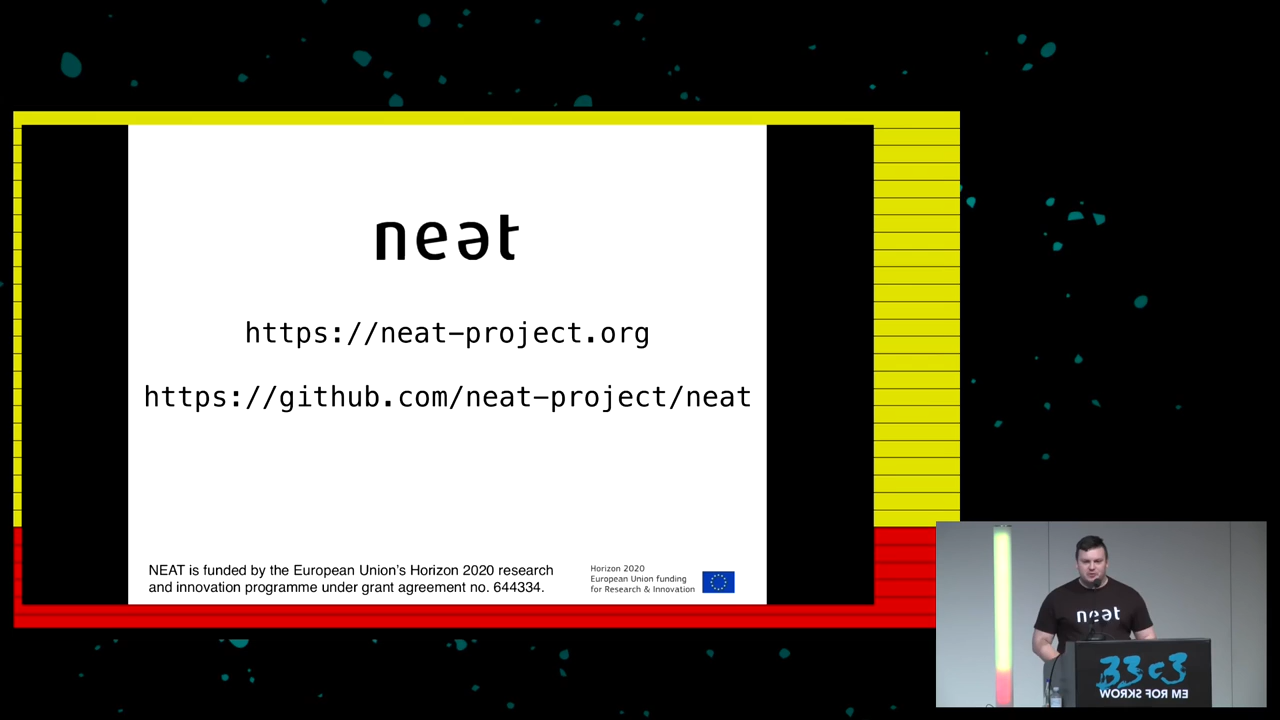 neat
https://neat-project.org
https://github.com/neat-project/neat
NEAT is funded by the European Union's Horizon 2020 research
and innovation programme under grant agreement no. 644334.
Horizon 2020
European Union funding
for Research & Innovation
neat
33c3
WORKS FOR ME